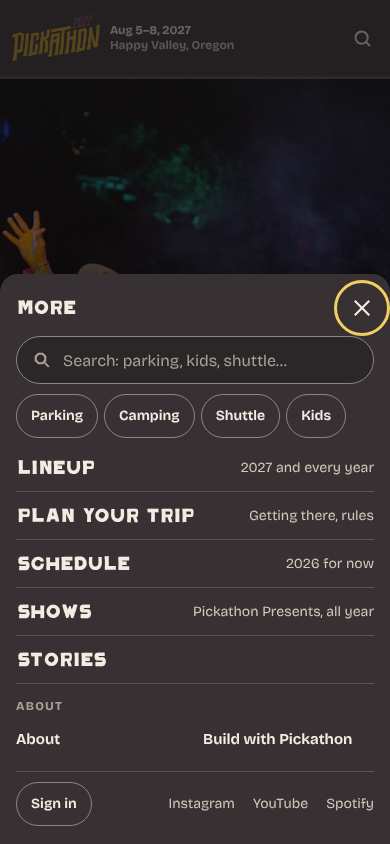 2027
PICKATHON
Aug 5–8, 2027
Happy Valley, Oregon
MORE
Search: parking, kids, shuttle...
Parking Camping Shuttle Kids
LINEUP 2027 and every year
PLAN YOUR TRIP Getting there, rules
SCHEDULE 2026 for now
SHOWS Pickathon Presents, all year
STORIES
ABOUT
About Build with Pickathon
Sign in Instagram YouTube Spotify